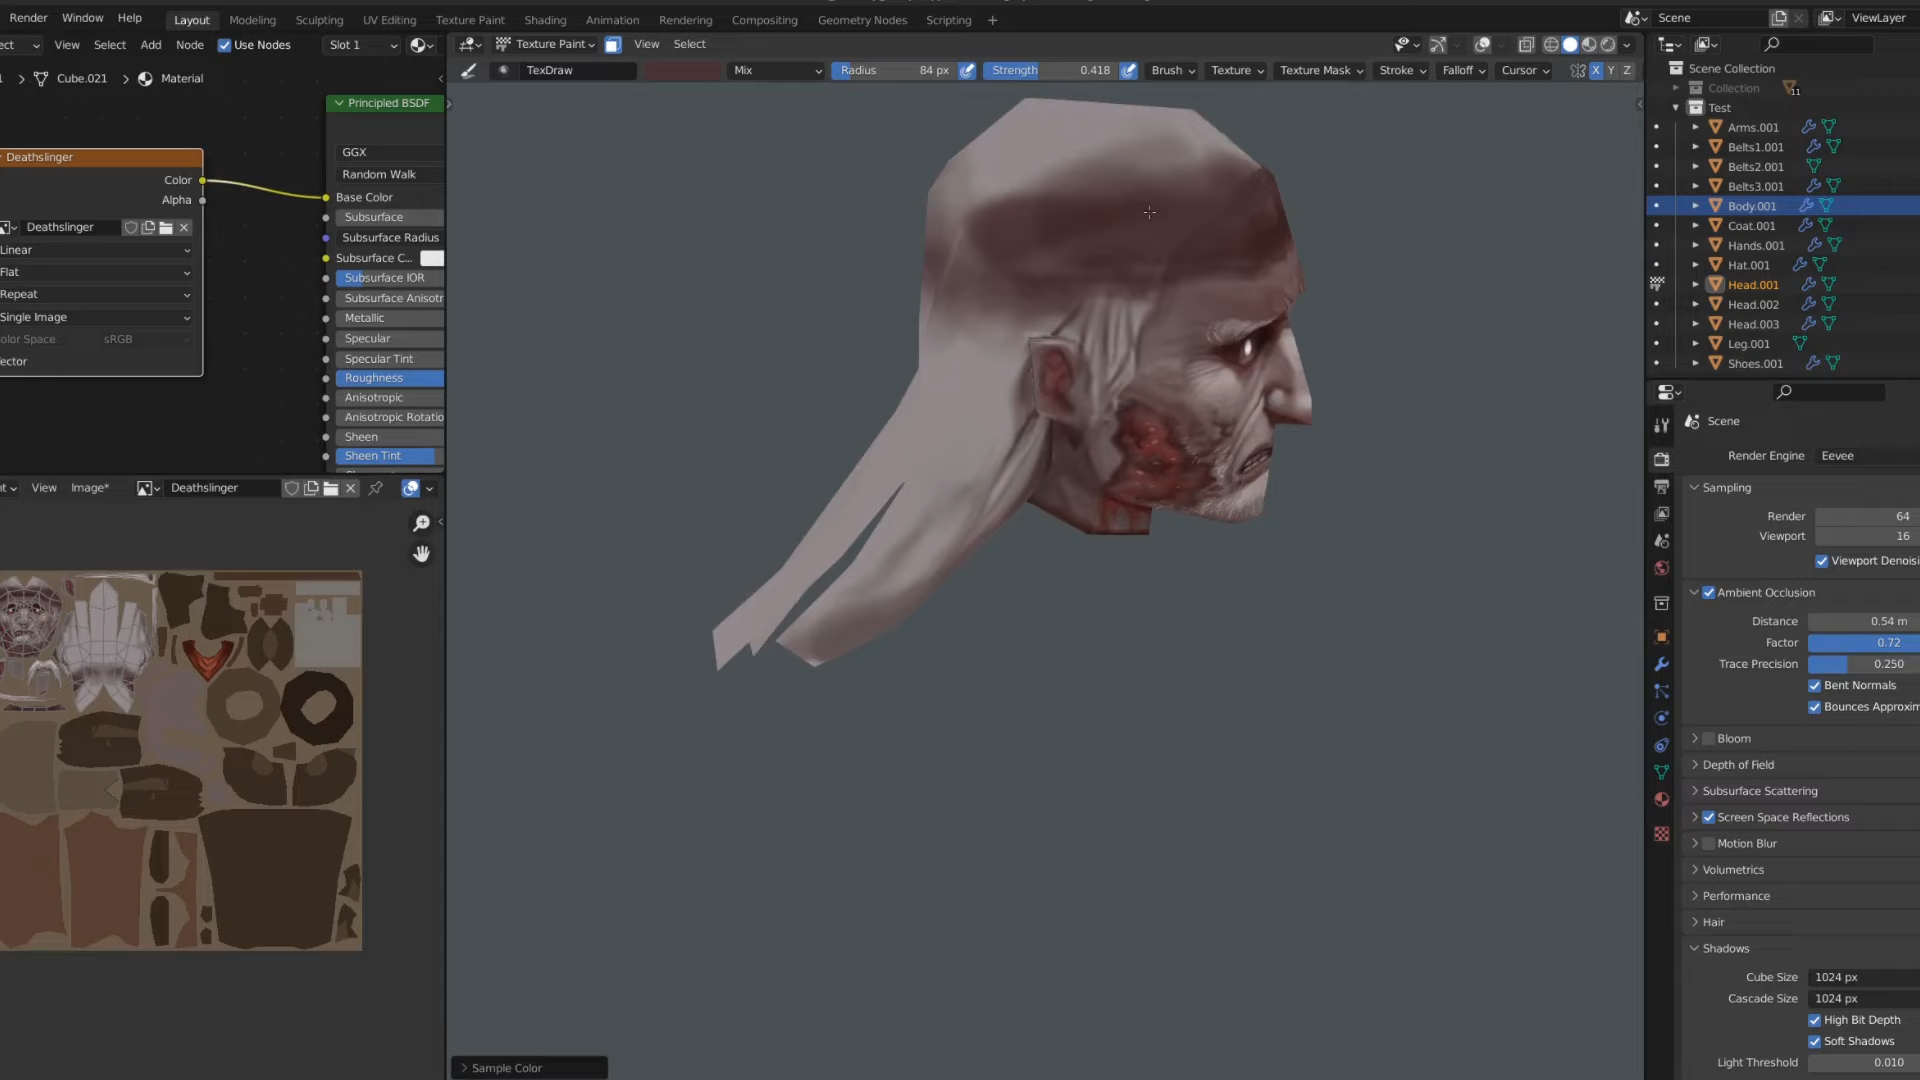 Render Window Help Layout Modeling Sculpting UV Editing Texture Paint Shading Animation Rendering Compositing Geometry Nodes Scripting + Scene ViewLayer
View Select Add Node Use Nodes Slot 1 Texture Paint View Select
TexDraw Mix Radius 84 px Strength 0.418 Brush Texture Texture Mask Stroke Falloff Cursor X Y Z
Cube.021 Material
Principled BSDF
GGX
Random Walk
Base Color
Subsurface
Subsurface Radius
Subsurface C...
Subsurface IOR
Subsurface Anisotr
Metallic
Specular
Specular Tint
Roughness
Anisotropic
Anisotropic Rotatio
Sheen
Sheen Tint
Deathslinger
Color
Alpha
Deathslinger
Linear
Flat
Repeat
Single Image
olor Space sRGB
ector
View Image* Deathslinger
Sample Color
Scene Collection
Collection 11
Test
Arms.001
Belts1.001
Belts2.001
Belts3.001
Body.001
Coat.001
Hands.001
Hat.001
Head.001
Head.002
Head.003
Leg.001
Shoes.001
Scene
Render Engine Eevee
Sampling
Render 64
Viewport 16
Viewport Denoisi
Ambient Occlusion
Distance 0.54 m
Factor 0.72
Trace Precision 0.250
Bent Normals
Bounces Approxim
Bloom
Depth of Field
Subsurface Scattering
Screen Space Reflections
Motion Blur
Volumetrics
Performance
Hair
Shadows
Cube Size 1024 px
Cascade Size 1024 px
High Bit Depth
Soft Shadows
Light Threshold 0.010